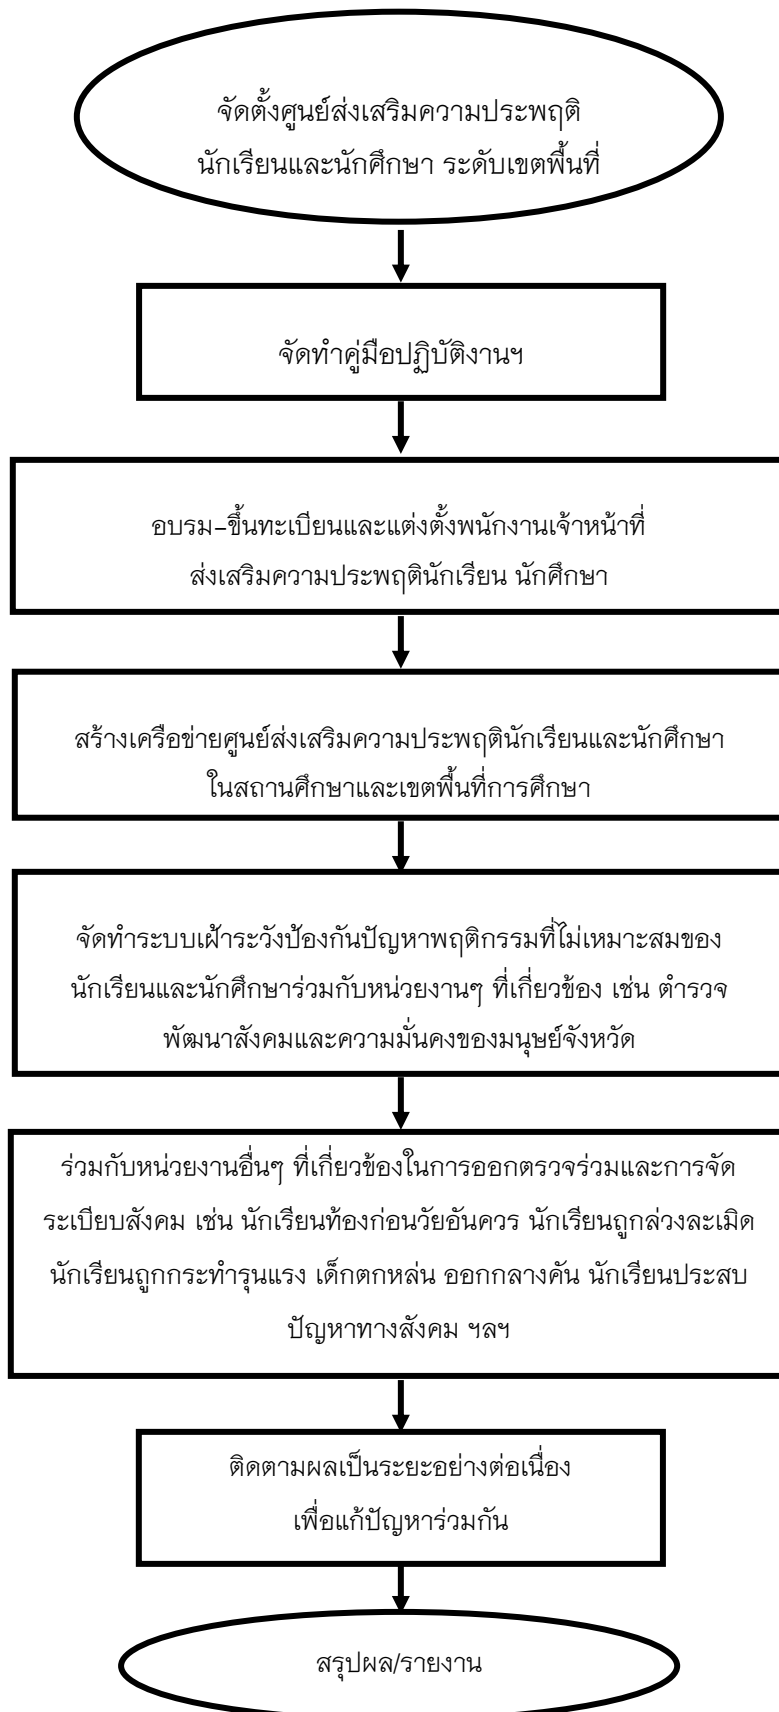 จัดตั้งศูนย์ส่งเสริมความประพฤติ
นักเรียนและนักศึกษา ระดับเขตพื้นที่
จัดทำคู่มือปฏิบัติงานฯ
อบรม-ขึ้นทะเบียนและแต่งตั้งพนักงานเจ้าหน้าที่
ส่งเสริมความประพฤตินักเรียน นักศึกษา
สร้างเครือข่ายศูนย์ส่งเสริมความประพฤตินักเรียนและนักศึกษา
ในสถานศึกษาและเขตพื้นที่การศึกษา
จัดทำระบบเฝ้าระวังป้องกันปัญหาพฤติกรรมที่ไม่เหมาะสมของ
นักเรียนและนักศึกษาร่วมกับหน่วยงานๆ ที่เกี่ยวข้อง เช่น ตำรวจ
พัฒนาสังคมและความมั่นคงของมนุษย์จังหวัด
ร่วมกับหน่วยงานอื่นๆ ที่เกี่ยวข้องในการออกตรวจร่วมและการจัด
ระเบียบสังคม เช่น นักเรียนท้องก่อนวัยอันควร นักเรียนถูกล่วงละเมิด
นักเรียนถูกกระทำรุนแรง เด็กตกหล่น ออกกลางคัน นักเรียนประสบ
ปัญหาทางสังคม ฯลฯ
ติดตามผลเป็นระยะอย่างต่อเนื่อง
เพื่อแก้ปัญหาร่วมกัน
สรุปผล/รายงาน